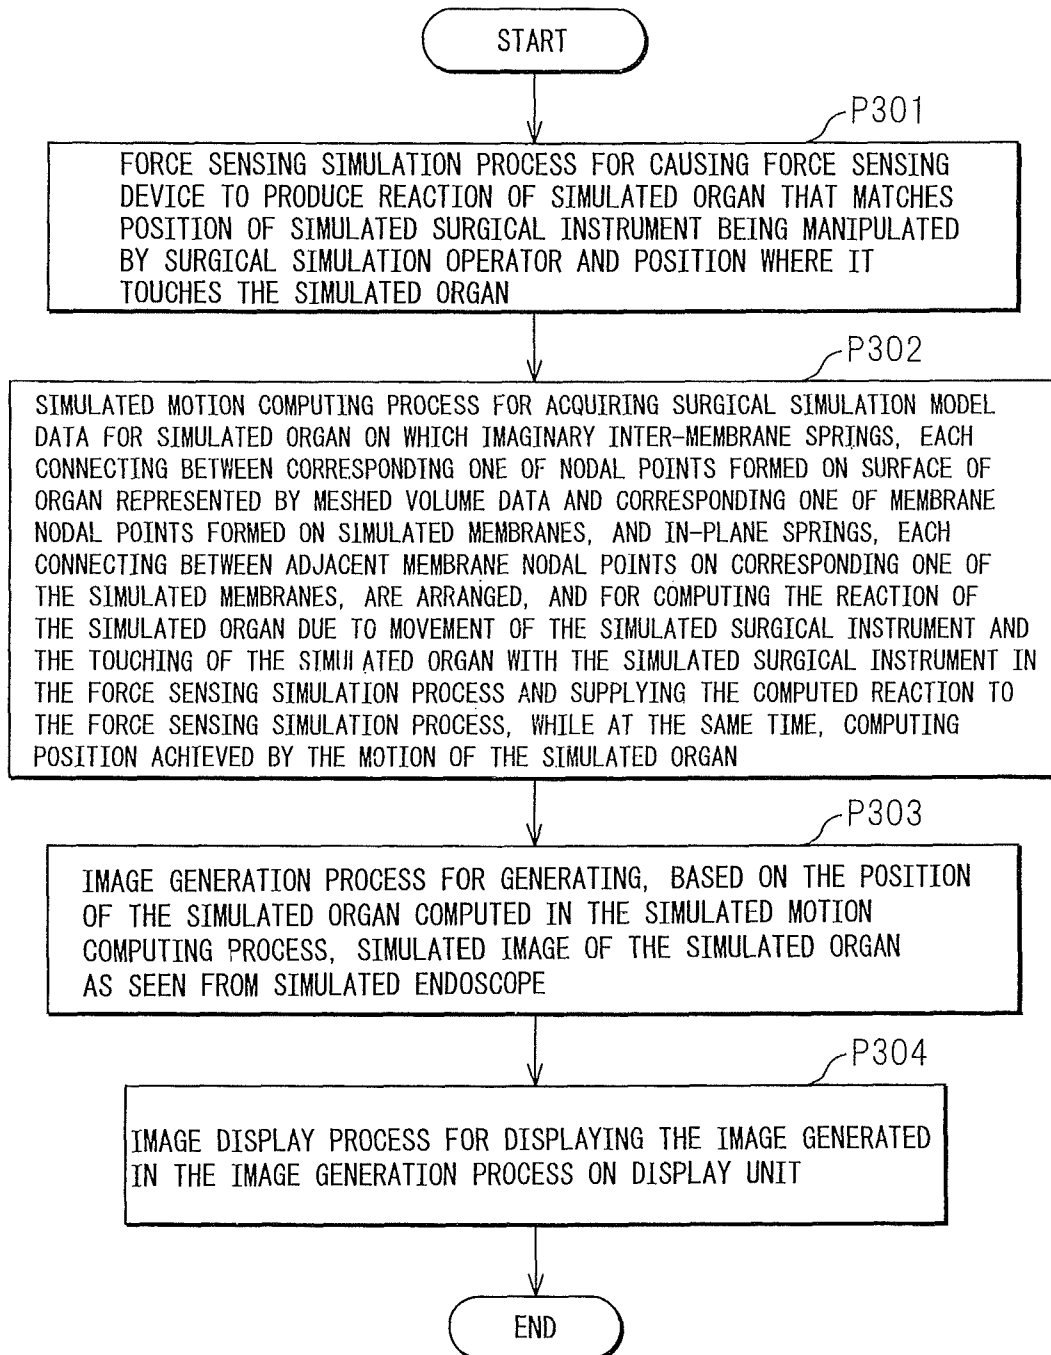 START
P301
FORCE SENSING SIMULATION PROCESS FOR CAUSING FORCE SENSING
DEVICE TO PRODUCE REACTION OF SIMULATED ORGAN THAT MATCHES
POSITION OF SIMULATED SURGICAL INSTRUMENT BEING MANIPULATED
BY SURGICAL SIMULATION OPERATOR AND POSITION WHERE IT
TOUCHES THE SIMULATED ORGAN
P302
SIMULATED MOTION COMPUTING PROCESS FOR ACQUIRING SURGICAL SIMULATION MODEL
DATA FOR SIMULATED ORGAN ON WHICH IMAGINARY INTER-MEMBRANE SPRINGS, EACH
CONNECTING BETWEEN CORRESPONDING ONE OF NODAL POINTS FORMED ON SURFACE OF
ORGAN REPRESENTED BY MESHED VOLUME DATA AND CORRESPONDING ONE OF MEMBRANE
NODAL POINTS FORMED ON SIMULATED MEMBRANES, AND IN-PLANE SPRINGS, EACH
CONNECTING BETWEEN ADJACENT MEMBRANE NODAL POINTS ON CORRESPONDING ONE OF
THE SIMULATED MEMBRANES, ARE ARRANGED, AND FOR COMPUTING THE REACTION OF
THE SIMULATED ORGAN DUE TO MOVEMENT OF THE SIMULATED SURGICAL INSTRUMENT AND
THE TOUCHING OF THE SIMULATED ORGAN WITH THE SIMULATED SURGICAL INSTRUMENT IN
THE FORCE SENSING SIMULATION PROCESS AND SUPPLYING THE COMPUTED REACTION TO
THE FORCE SENSING SIMULATION PROCESS, WHILE AT THE SAME TIME, COMPUTING
POSITION ACHIEVED BY THE MOTION OF THE SIMULATED ORGAN
P303
IMAGE GENERATION PROCESS FOR GENERATING, BASED ON THE POSITION
OF THE SIMULATED ORGAN COMPUTED IN THE SIMULATED MOTION
COMPUTING PROCESS, SIMULATED IMAGE OF THE SIMULATED ORGAN
AS SEEN FROM SIMULATED ENDOSCOPE
P304
IMAGE DISPLAY PROCESS FOR DISPLAYING THE IMAGE GENERATED
IN THE IMAGE GENERATION PROCESS ON DISPLAY UNIT
END